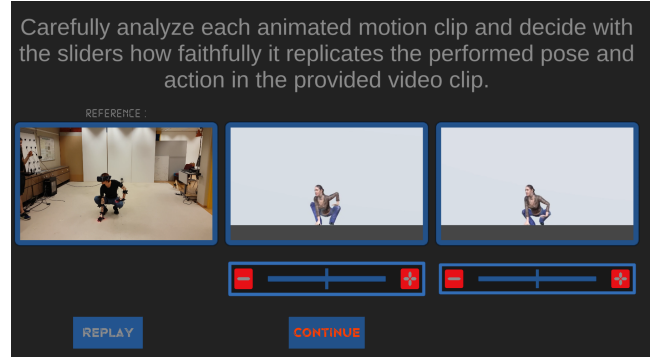 Carefully analyze each animated motion clip and decide with
the sliders how faithfully it replicates the performed pose and
action in the provided video clip.
REFERENCE :
REPLAY
CONTINUE